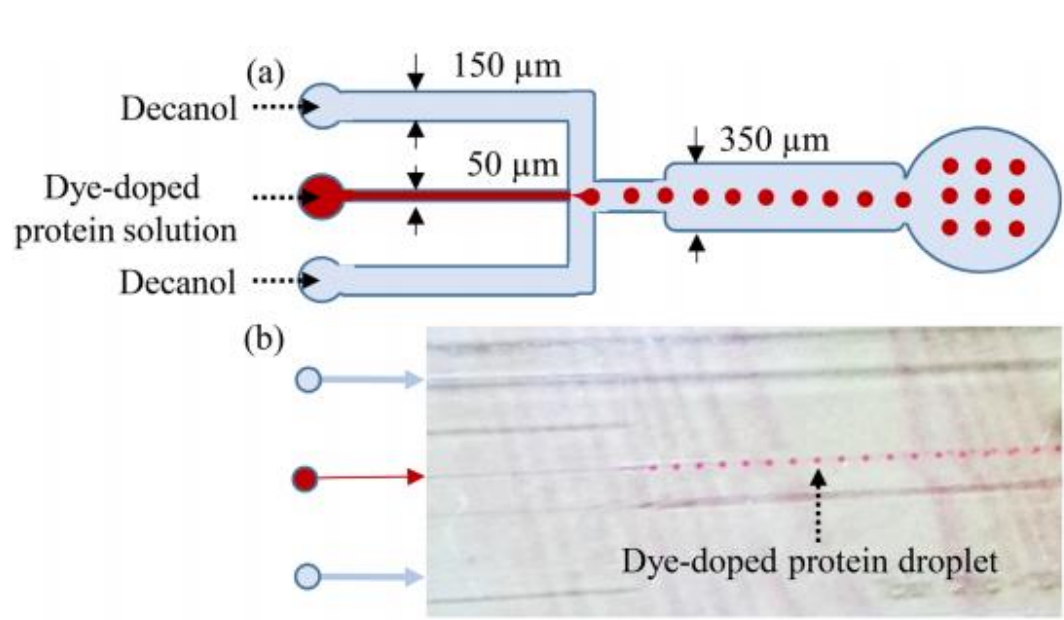 (a)
150 µm
Decanol
350 µm
50 µm
Dye-doped
protein solution
Decanol
(b)
Dye-doped protein droplet